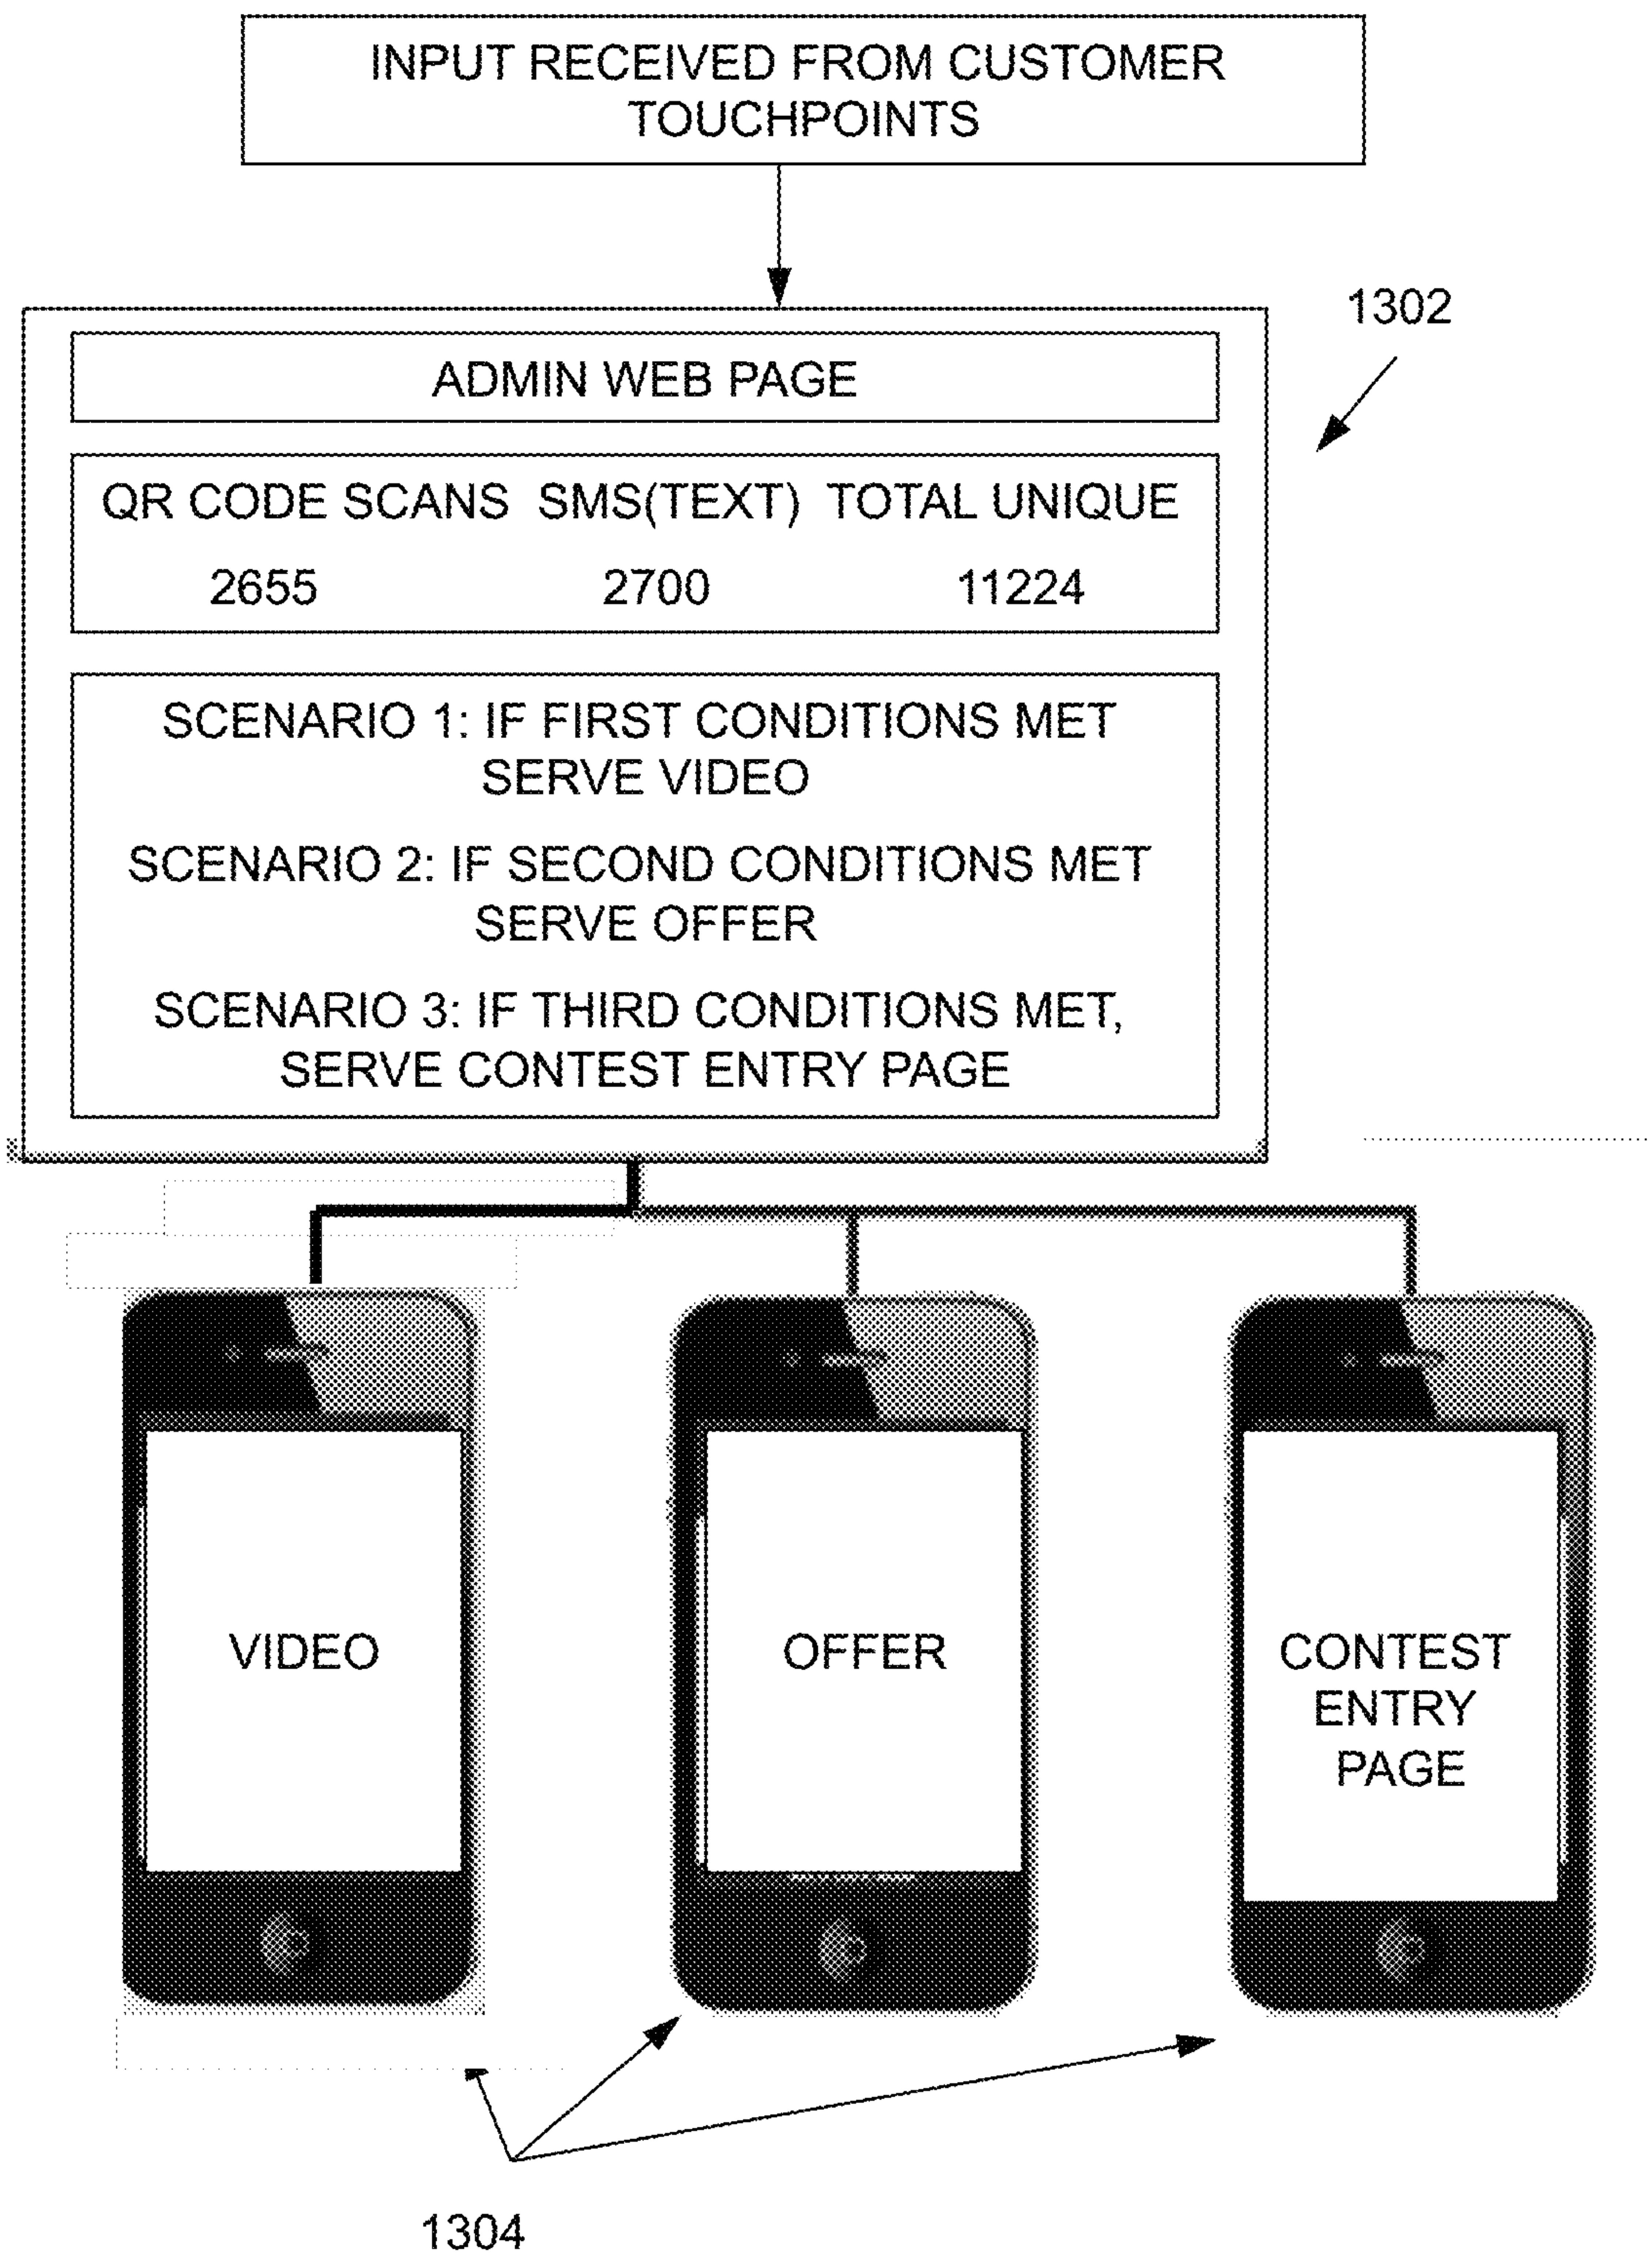 INPUT RECEIVED FROM CUSTOMER
TOUCHPOINTS
1302
ADMIN WEB PAGE
QR CODE SCANS SMS(TEXT) TOTAL UNIQUE
2655 2700 11224
SCENARIO 1: IF FIRST CONDITIONS MET
SERVE VIDEO
SCENARIO 2: IF SECOND CONDITIONS MET
SERVE OFFER
SCENARIO 3: IF THIRD CONDITIONS MET,
SERVE CONTEST ENTRY PAGE
VIDEO
OFFER
CONTEST
ENTRY
PAGE
1304